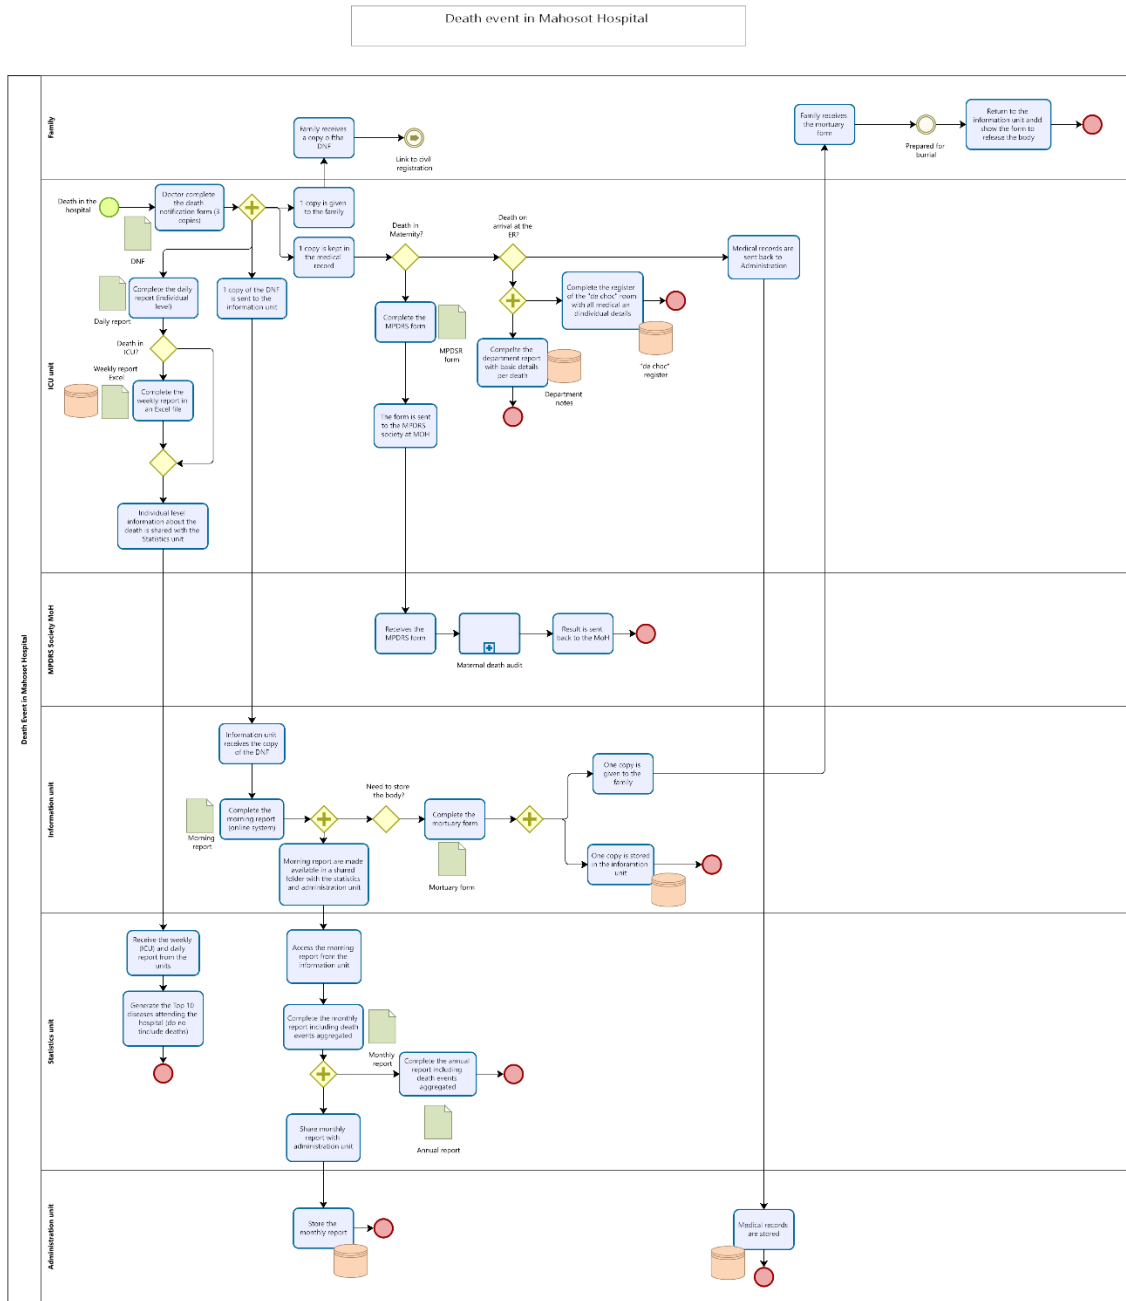 Death event in Mahosot Hospital
Death Event in Mahosot Hospital
Family
Family receives
a copy o fthe
DNF
Link to civil
registration
Family receives
the mortuary
form
Prepared for
burrial
Return to the
information unit andd
show the form to
release the body
ICU unit
Death in the
hospital
Doctor complete
the death
notification form (3
copies)
DNF
1 copy is given
to the family
1 copy is kept in
the medical
record
Death in
Maternity?
Death on
arrival at the
ER?
Medical records are
sent back to
Administration
Complete the daily
report (individual
level)
Daily report
1 copy of the DNF
is sent to the
information unit
Complete the
MPDRS form
MPDSR
form
Complete the register
of the "de choc" room
with all medical an
dindividual details
"de choc"
register
Compelte the
department report
with basic details
per death
Department
notes
Death in
ICU?
Weekly report
Excel
Complete the
weekly report in
an Excel file
The form is sent
to the MPDRS
society at MOH
Individual level
information about the
death is shared with the
Statistics unit
MPDRS Society MoH
Receives the
MPDRS form
Maternal death audit
Result is sent
back to the MoH
Information unit
Information unit
receives the copy
of the DNF
Complete the
morning report
(online system)
Morning
report
Need to store
the body?
Complete the
mortuary form
Mortuary form
One copy is
given to the
family
One copy is stored
in the inforamtion
unit
Morning report are made
available in a shared
folder with the statistics
and administration unit
Statistics unit
Receive the weekly
(ICU) and daily
report from the
units
Generate the Top 10
diseases attending the
hospital (do no
tinclude deaths)
Access the morning
report from the
information unit
Complete the monthly
report including death
events aggregated
Monthly
report
Complete the annual
report including
death events
aggregated
Annual report
Share monthly
report with
administration unit
Administration unit
Store the
monthly report
Medical records
are stored